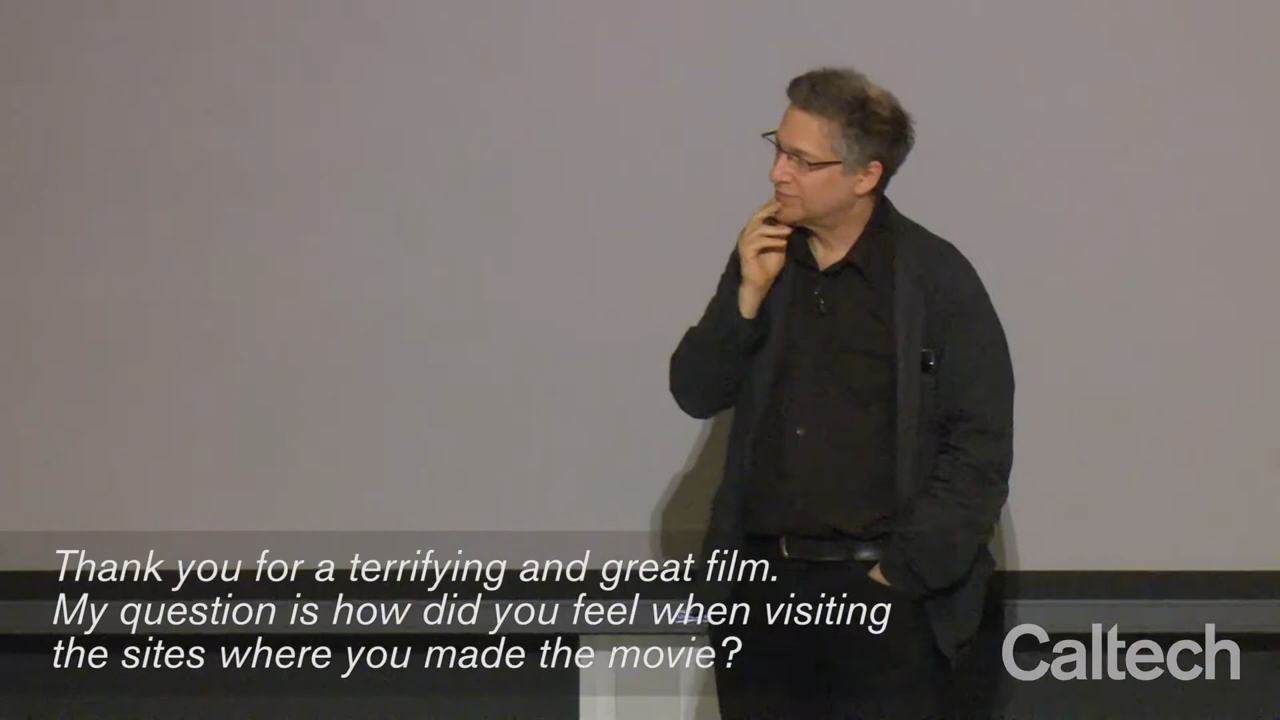 Thank you for a terrifying and great film.
My question is how did you feel when visiting
the sites where you made the movie?
Caltech